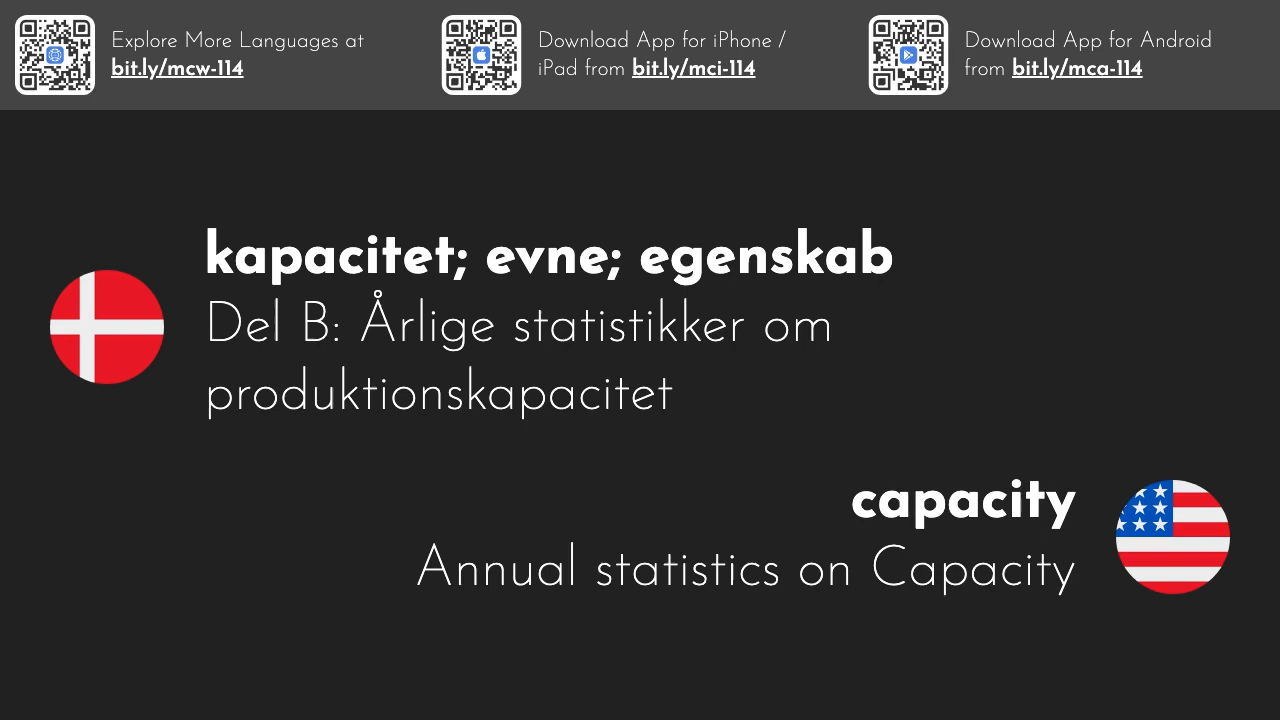 Explore More Languages at
bit.ly/mcw-114
Download App for iPhone /
iPad from bit.ly/mci-114
Download App for Android
from bit.ly/mca-114
kapacitet; evne; egenskab
Del B: Årlige statistikker om
produktionskapacitet
capacity
Annual statistics on Capacity